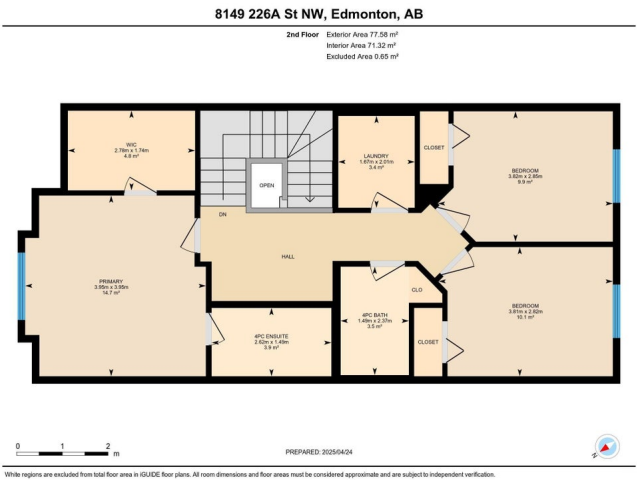 8149 226A St NW, Edmonton, AB
2nd Floor Exterior Area 77.58 m²
Interior Area 71.32 m²
Excluded Area 0.65 m²
WIC
2.78m x 1.74m
4.8 m²
LAUNDRY
1.67m x 2.01m
3.4 m²
CLOSET
BEDROOM
3.82m x 2.85m
9.9 m²
OPEN
DN
HALL
PRIMARY
3.95m x 3.95m
14.7 m²
CLO
4PC ENSUITE
2.62m x 1.49m
3.9 m²
4PC BATH
1.49m x 2.37m
3.5 m²
CLOSET
BEDROOM
3.81m x 2.82m
10.1 m²
0 1 2
m
PREPARED: 2025/04/24
N
White regions are excluded from total floor area in iGUIDE floor plans. All room dimensions and floor areas must be considered approximate and are subject to independent verification.